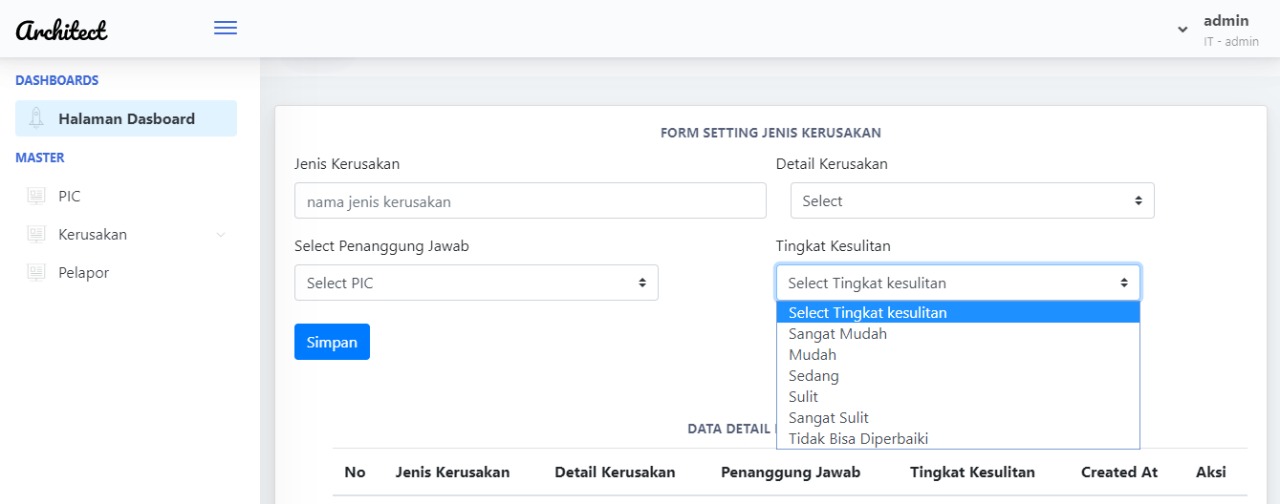 Architect
admin
IT - admin
DASHBOARDS
Halaman Dasboard
MASTER
PIC
Kerusakan
Pelapor
FORM SETTING JENIS KERUSAKAN
Jenis Kerusakan
Detail Kerusakan
nama jenis kerusakan
Select
Select Penanggung Jawab
Tingkat Kesulitan
Select PIC
Select Tingkat kesulitan
Select Tingkat kesulitan
Sangat Mudah
Mudah
Sedang
Sulit
Sangat Sulit
Tidak Bisa Diperbaiki
Simpan
DATA DETAIL
No Jenis Kerusakan Detail Kerusakan Penanggung Jawab Tingkat Kesulitan Created At Aksi